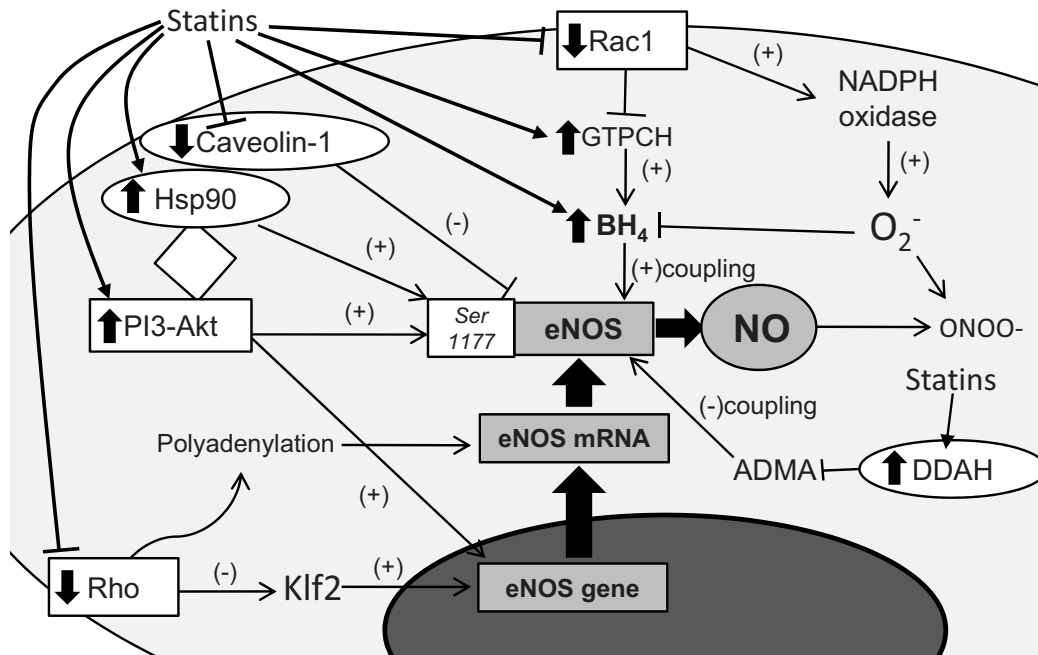 Statins
Rac1
(+)
NADPH
oxidase
Caveolin-1
GTPCH
(+)
(+)
Hsp90
(-)
BH4
O2-
(+)
(+)coupling
PI3-Akt
(+)
Ser
1177
eNOS
NO
ONOO-
Statins
(-)coupling
Polyadenylation
eNOS mRNA
ADMA
DDAH
(+)
Rho
(-)
Klf2
(+)
eNOS gene